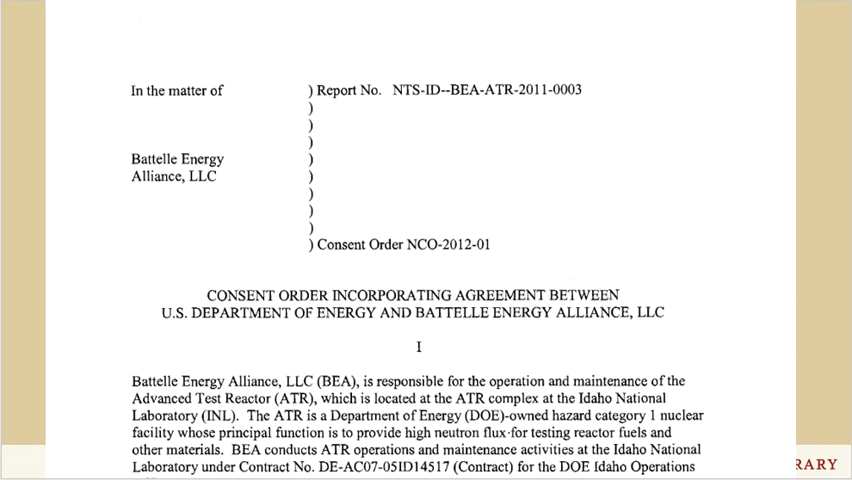 In the matter of ) Report No. NTS-ID--BEA-ATR-2011-0003
)
)
)
Battelle Energy )
Alliance, LLC )
)
)
)
) Consent Order NCO-2012-01
CONSENT ORDER INCORPORATING AGREEMENT BETWEEN
U.S. DEPARTMENT OF ENERGY AND BATTELLE ENERGY ALLIANCE, LLC
I
Battelle Energy Alliance, LLC (BEA), is responsible for the operation and maintenance of the
Advanced Test Reactor (ATR), which is located at the ATR complex at the Idaho National
Laboratory (INL). The ATR is a Department of Energy (DOE)-owned hazard category 1 nuclear
facility whose principal function is to provide high neutron flux for testing reactor fuels and
other materials. BEA conducts ATR operations and maintenance activities at the Idaho National
Laboratory under Contract No. DE-AC07-05ID14517 (Contract) for the DOE Idaho Operations
RARY